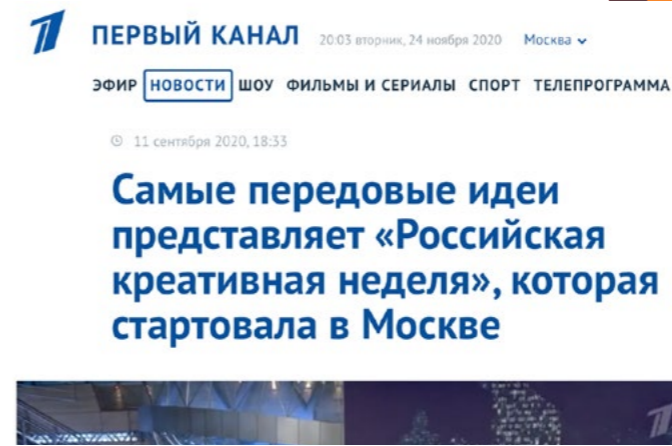 ПЕРВЫЙ КАНАЛ 20:03 вторник, 24 ноября 2020 Москва
ЭФИР НОВОСТИ ШОУ ФИЛЬМЫ И СЕРИАЛЫ СПОРТ ТЕЛЕПРОГРАММА
11 сентября 2020, 18:33
Самые передовые идеи
представляет «Российская
креативная неделя», которая
стартовала в Москве